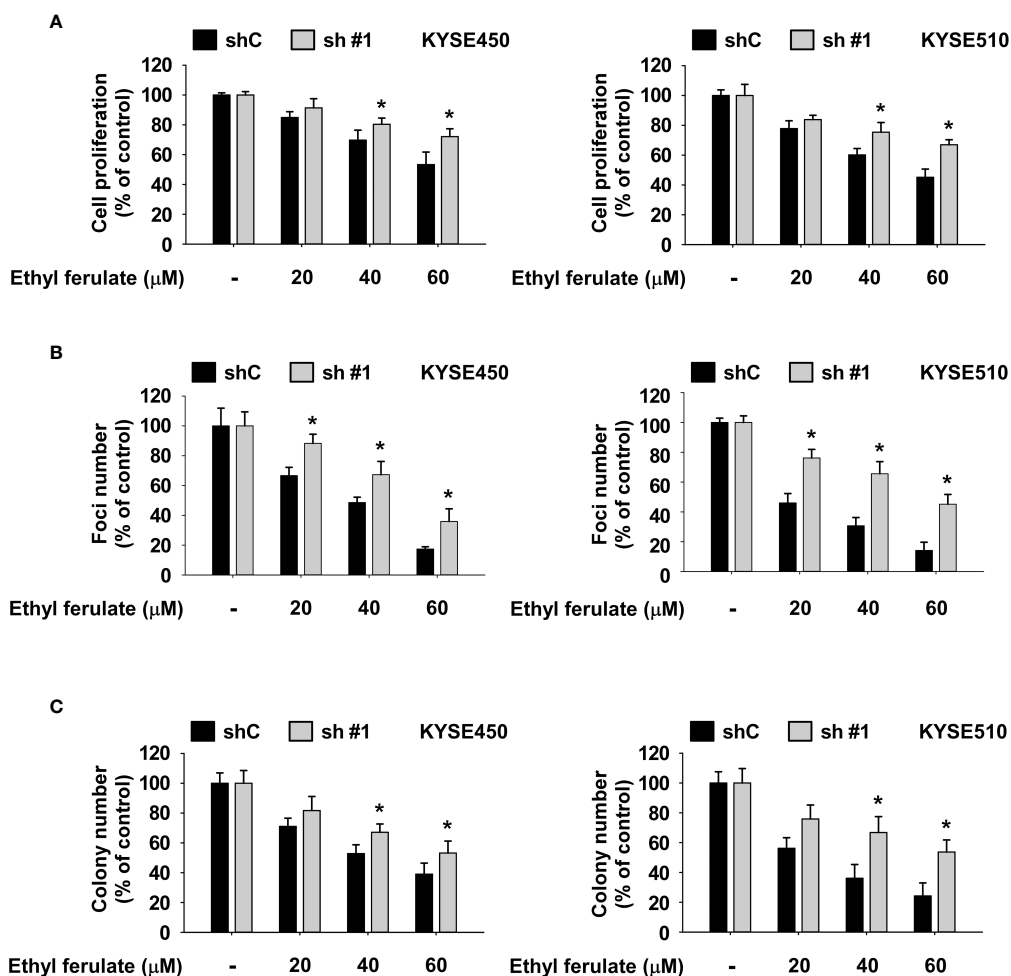 A
shC sh #1 KYSE450
Cell proliferation
(% of control)
120
100
80
60
40
20
0
Ethyl ferulate (μM) - 20 40 60
* *
shC sh #1 KYSE510
Cell proliferation
(% of control)
120
100
80
60
40
20
0
Ethyl ferulate (μM) - 20 40 60
* *
B
shC sh #1 KYSE450
Foci number
(% of control)
120
100
80
60
40
20
0
Ethyl ferulate (μM) - 20 40 60
* * *
shC sh #1 KYSE510
Foci number
(% of control)
120
100
80
60
40
20
0
Ethyl ferulate (μM) - 20 40 60
* * *
C
shC sh #1 KYSE450
Colony number
(% of control)
120
100
80
60
40
20
0
Ethyl ferulate (μM) - 20 40 60
* *
shC sh #1 KYSE510
Colony number
(% of control)
120
100
80
60
40
20
0
Ethyl ferulate (μM) - 20 40 60
* *